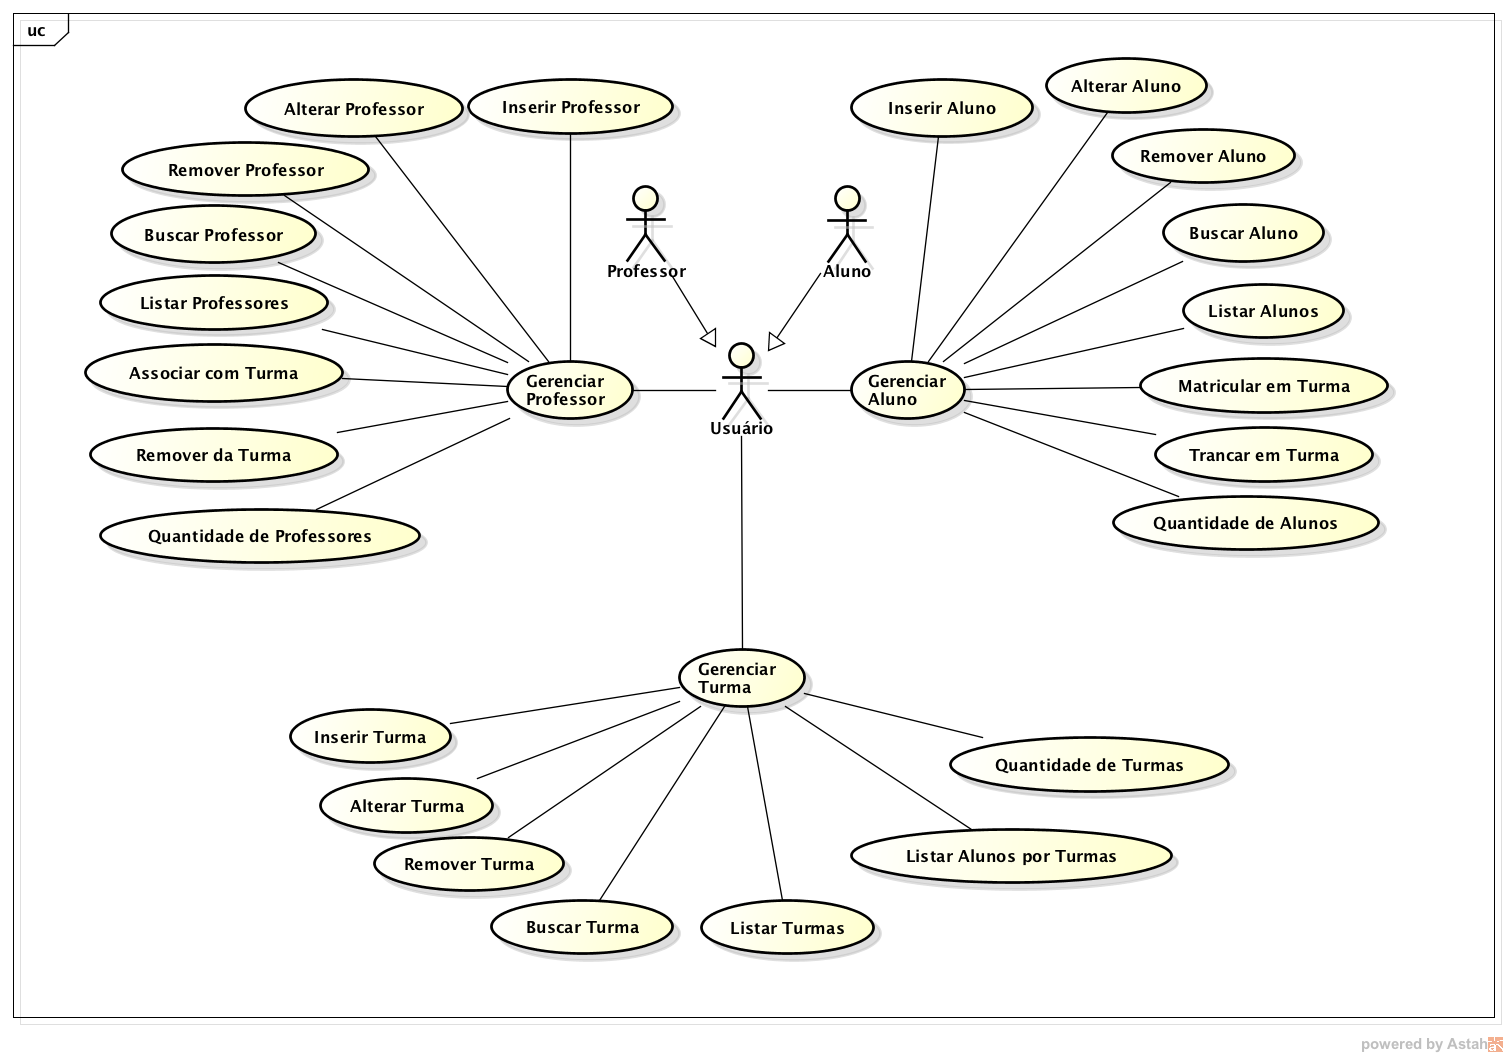 uc
Alterar Professor
Inserir Professor
Inserir Aluno
Alterar Aluno
Remover Professor
Remover Aluno
Buscar Professor
Buscar Aluno
Professor
Aluno
Listar Professores
Listar Alunos
Associar com Turma
Gerenciar
Professor
Usuário
Gerenciar
Aluno
Matricular em Turma
Remover da Turma
Trancar em Turma
Quantidade de Professores
Quantidade de Alunos
Gerenciar
Turma
Inserir Turma
Quantidade de Turmas
Alterar Turma
Remover Turma
Listar Alunos por Turmas
Buscar Turma
Listar Turmas
powered by Astah